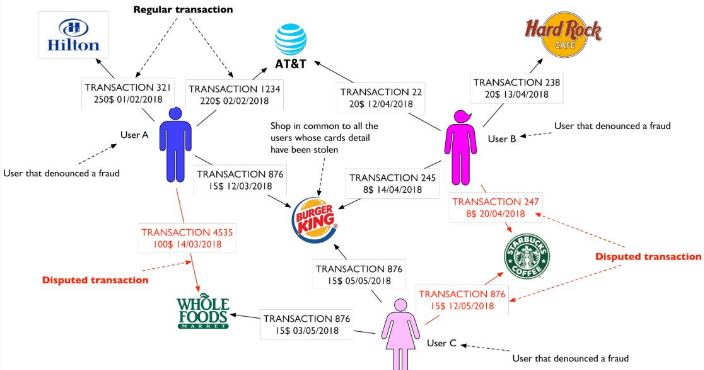 Regular transaction
Hilton
AT&T
Hard Rock
CAFE
TRANSACTION 321
250$ 01/02/2018
TRANSACTION 1234
220$ 02/02/2018
TRANSACTION 22
20$ 12/04/2018
TRANSACTION 238
20$ 13/04/2018
User A
Shop in common to all the
users whose cards detail
have been stolen
User B
User that denounced a fraud
User that denounced a fraud
TRANSACTION 876
15$ 12/03/2018
TRANSACTION 245
8$ 14/04/2018
TRANSACTION 247
8$ 20/04/2018
BURGER
KING
TRANSACTION 4535
100$ 14/03/2018
STARBUCKS
COFFEE
Disputed transaction
Disputed transaction
TRANSACTION 876
15$ 05/05/2018
TRANSACTION 876
15$ 12/05/2018
WHOLE
FOODS
MARKET
TRANSACTION 876
15$ 03/05/2018
User C
User that denounced a fraud